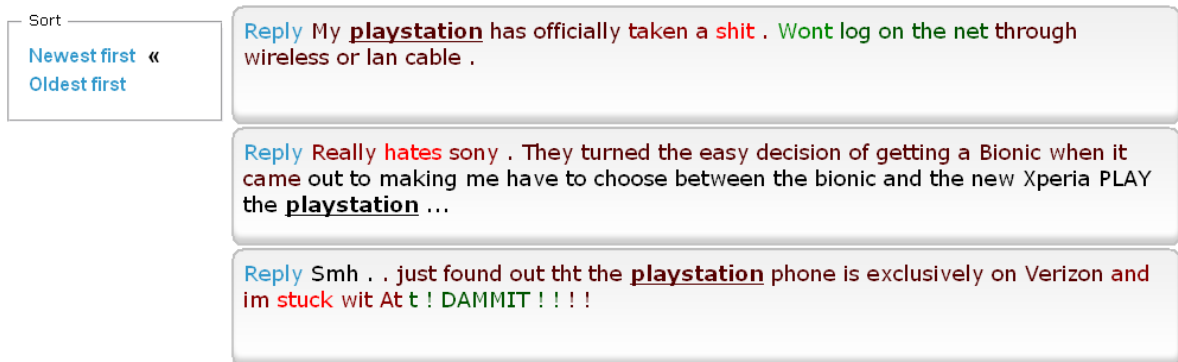 Sort
Newest first «
Oldest first
Reply My playstation has officially taken a shit . Wont log on the net through
wireless or lan cable .
Reply Really hates sony . They turned the easy decision of getting a Bionic when it
came out to making me have to choose between the bionic and the new Xperia PLAY
the playstation ...
Reply Smh . . just found out tht the playstation phone is exclusively on Verizon and
im stuck wit At t ! DAMMIT ! ! ! !